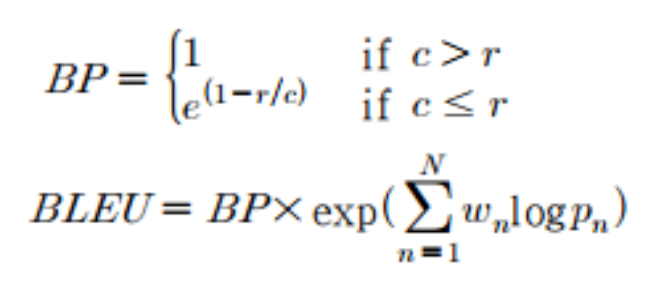 BP = {1 if c > r
e^(1−r/c) if c ≤ r
BLEU = BP × exp(∑_{n=1}^{N} w_n log p_n)